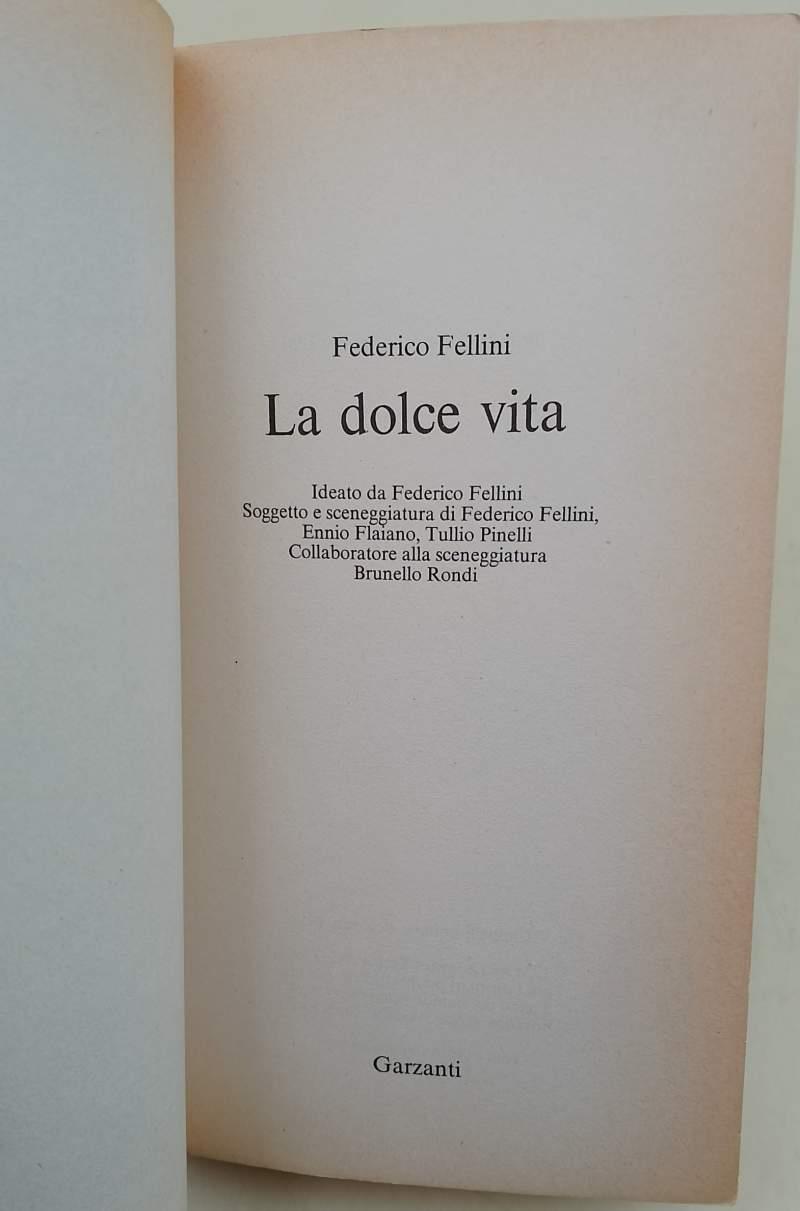 Federico Fellini
La dolce vita
Ideato da Federico Fellini
Soggetto e sceneggiatura di Federico Fellini,
Ennio Flaiano, Tullio Pinelli
Collaboratore alla sceneggiatura
Brunello Rondi
Garzanti